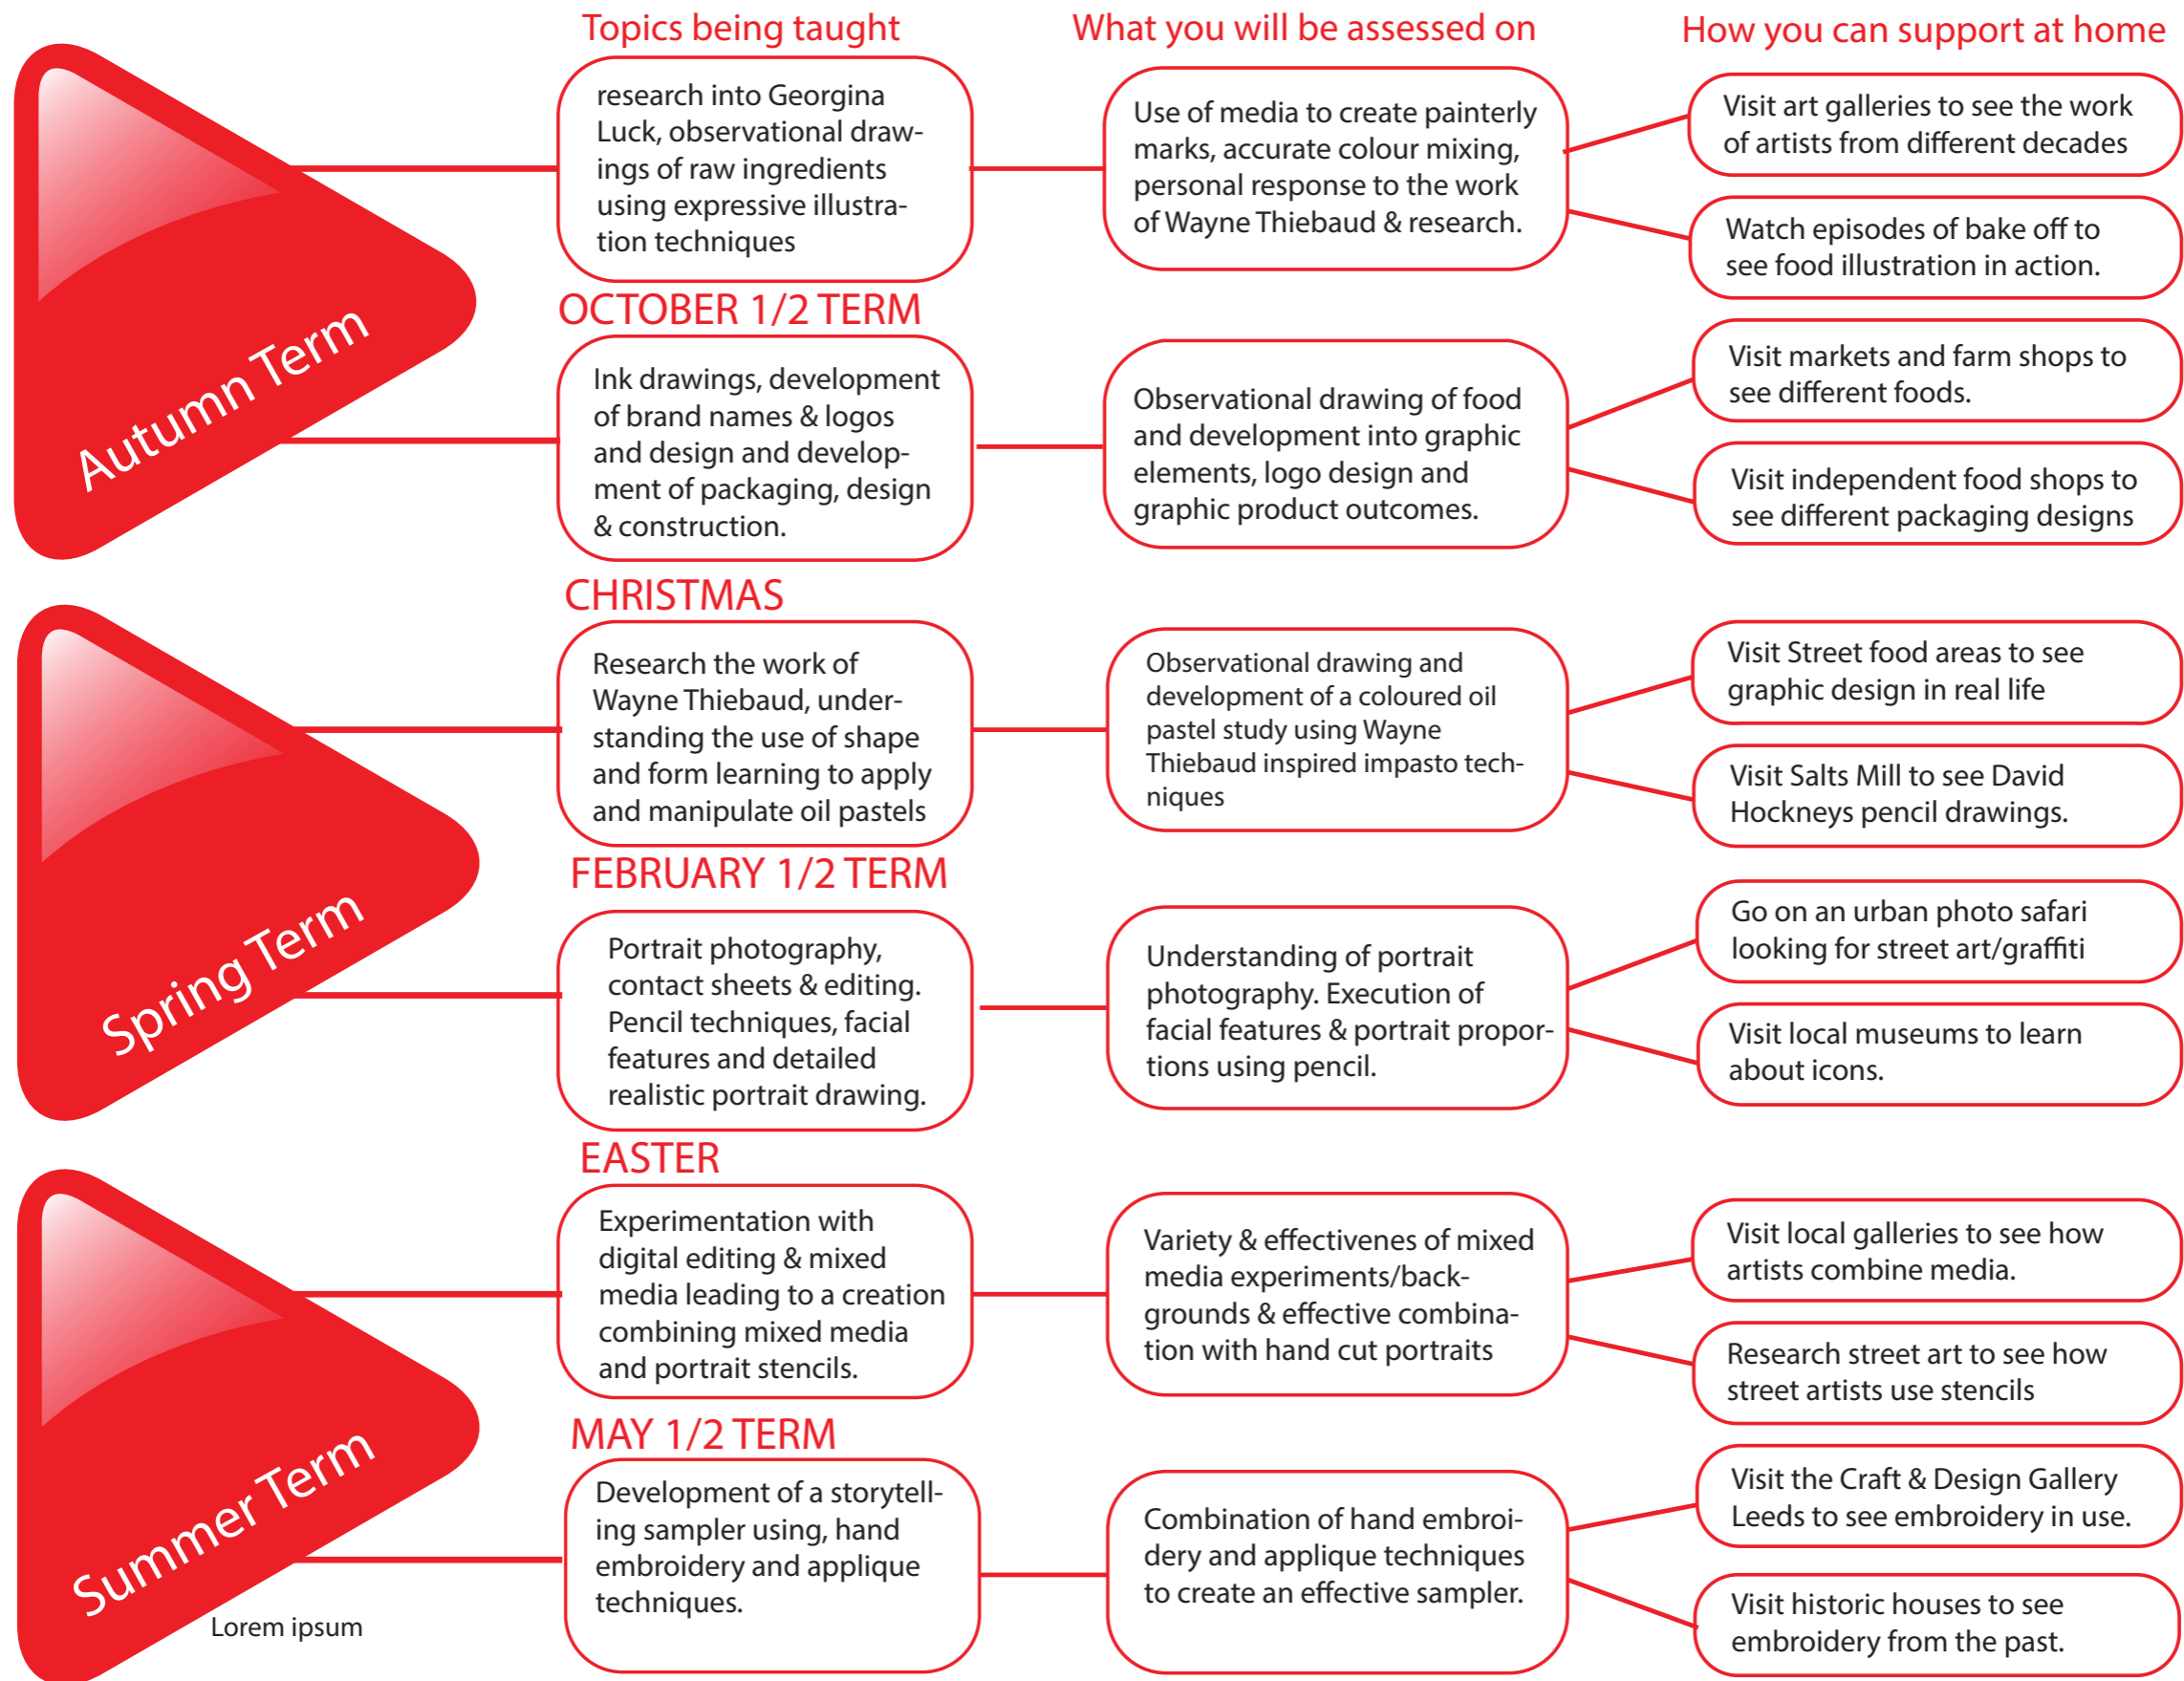 Topics being taught
What you will be assessed on
How you can support at home
Autumn Term
research into Georgina
Luck, observational draw-
ings of raw ingredients
using expressive illustra-
tion techniques
Use of media to create painterly
marks, accurate colour mixing,
personal response to the work
of Wayne Thiebaud & research.
Visit art galleries to see the work
of artists from different decades
Watch episodes of bake off to
see food illustration in action.
OCTOBER 1/2 TERM
Ink drawings, development
of brand names & logos
and design and develop-
ment of packaging, design
& construction.
Observational drawing of food
and development into graphic
elements, logo design and
graphic product outcomes.
Visit markets and farm shops to
see different foods.
Visit independent food shops to
see different packaging designs
CHRISTMAS
Spring Term
Research the work of
Wayne Thiebaud, under-
standing the use of shape
and form learning to apply
and manipulate oil pastels
Observational drawing and
development of a coloured oil
pastel study using Wayne
Thiebaud inspired impasto tech-
niques
Visit Street food areas to see
graphic design in real life
Visit Salts Mill to see David
Hockneys pencil drawings.
FEBRUARY 1/2 TERM
Portrait photography,
contact sheets & editing.
Pencil techniques, facial
features and detailed
realistic portrait drawing.
Understanding of portrait
photography. Execution of
facial features & portrait propor-
tions using pencil.
Go on an urban photo safari
looking for street art/graffiti
Visit local museums to learn
about icons.
EASTER
Summer Term
Experimentation with
digital editing & mixed
media leading to a creation
combining mixed media
and portrait stencils.
Variety & effectivenes of mixed
media experiments/back-
grounds & effective combina-
tion with hand cut portraits
Visit local galleries to see how
artists combine media.
Research street art to see how
street artists use stencils
MAY 1/2 TERM
Development of a storytell-
ing sampler using, hand
embroidery and applique
techniques.
Combination of hand embroi-
dery and applique techniques
to create an effective sampler.
Visit the Craft & Design Gallery
Leeds to see embroidery in use.
Visit historic houses to see
embroidery from the past.
Lorem ipsum